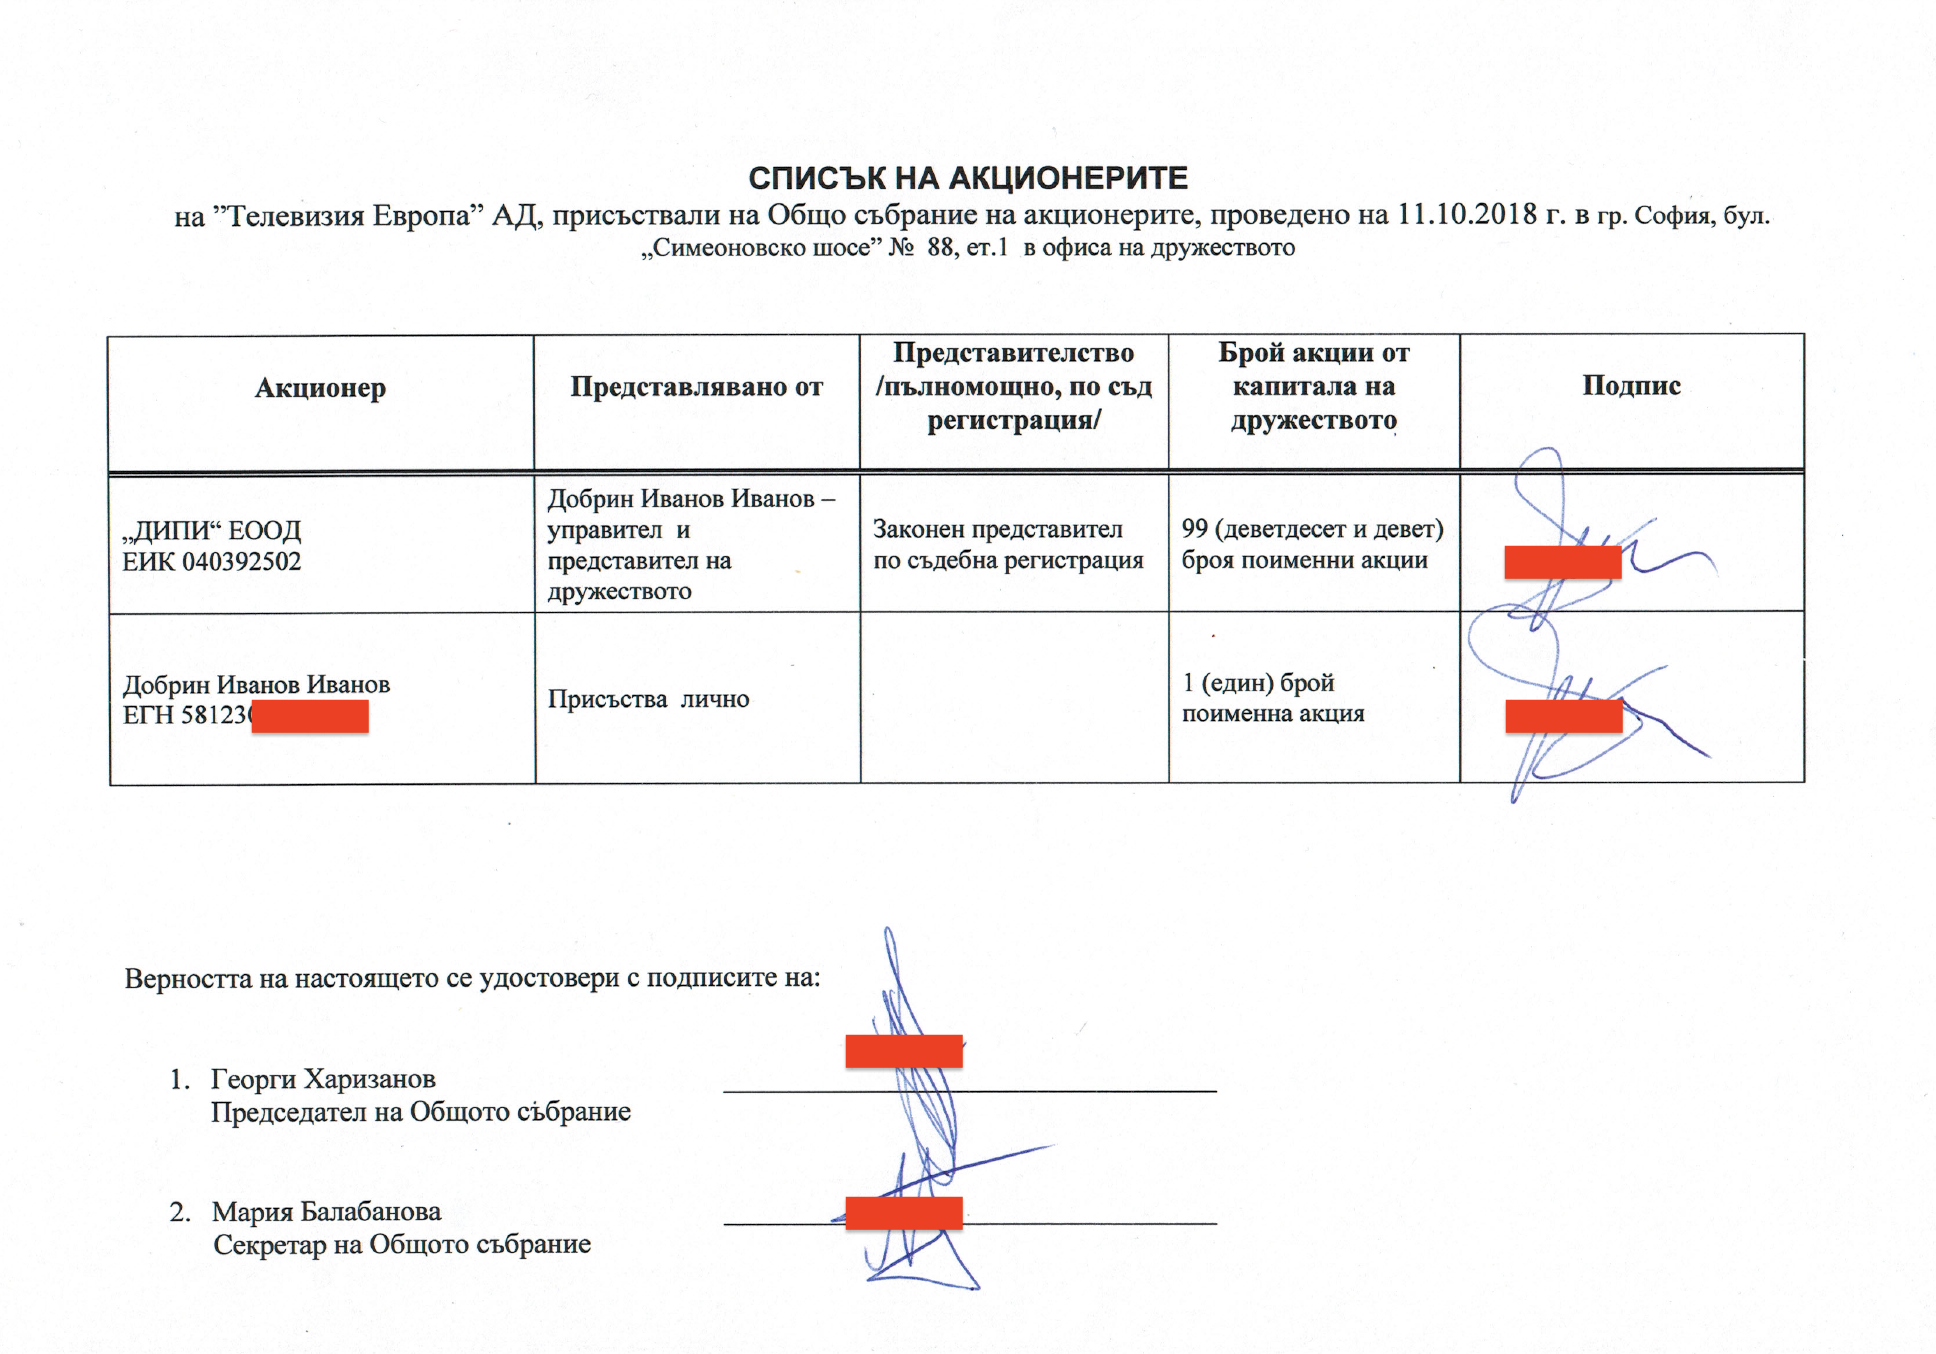 СПИСЪК НА АКЦИОНЕРИТЕ
на ”Телевизия Европа” АД, присъствали на Общо събрание на акционерите, проведено на 11.10.2018 г. в гр. София, бул.
„Симеоновско шосе” № 88, ет.1 в офиса на дружеството
Акционер
Представлявано от
Представителство
/пълномощно, по съд
регистрация/
Брой акции от
капитала на
дружеството
Подпис
„ДИПИ“ ЕООД
ЕИК 040392502
Добрин Иванов Иванов –
управител и
представител на
дружеството
Законен представител
по съдебна регистрация
99 (деветдесет и девет)
броя поименни акции
Добрин Иванов Иванов
ЕГН 58123
Присъства лично
1 (един) брой
поименна акция
Верността на настоящето се удостовери с подписите на:
1. Георги Харизанов
Председател на Общото събрание
2. Мария Балабанова
Секретар на Общото събрание